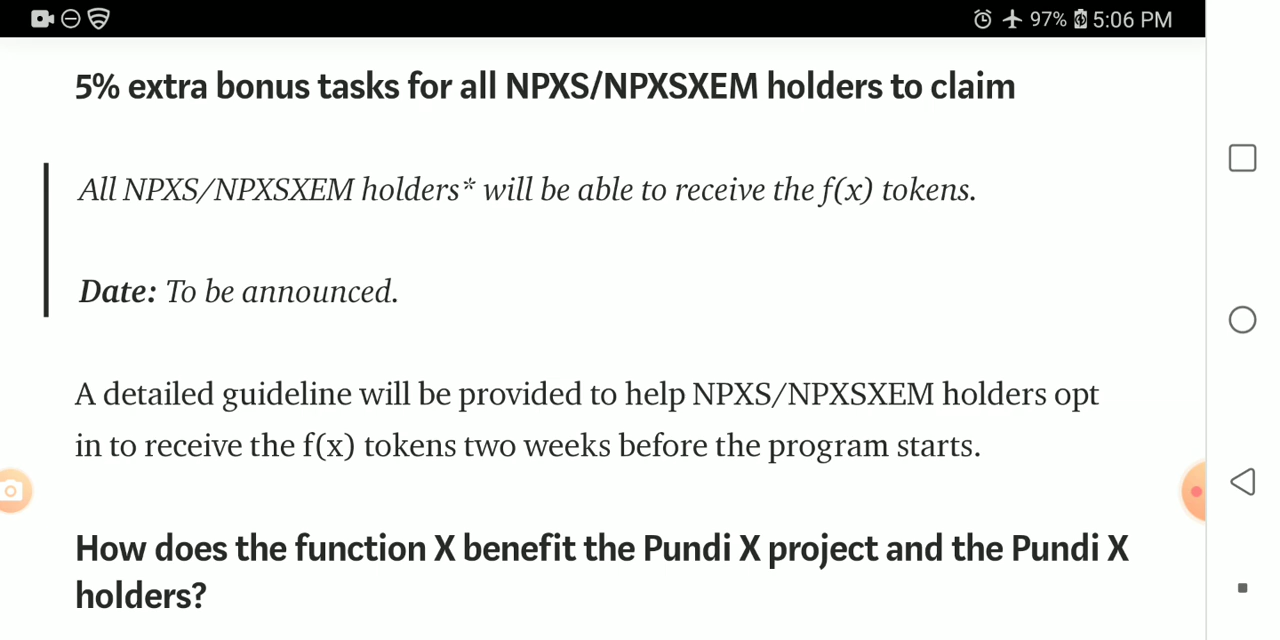 97% 5:06 PM
5% extra bonus tasks for all NPXS/NPXSXEM holders to claim
All NPXS/NPXSXEM holders* will be able to receive the f(x) tokens.
Date: To be announced.
A detailed guideline will be provided to help NPXS/NPXSXEM holders opt
in to receive the f(x) tokens two weeks before the program starts.
How does the function X benefit the Pundi X project and the Pundi X
holders?